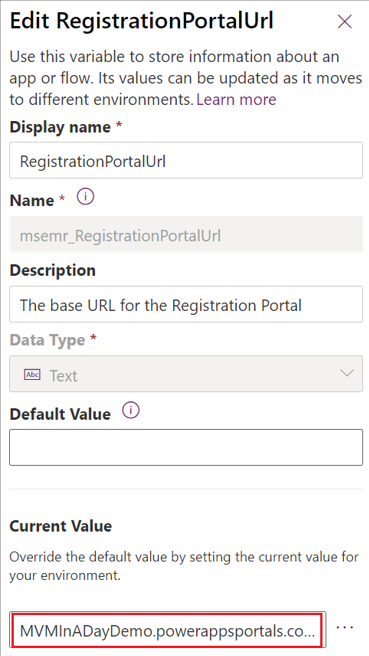 Edit RegistrationPortalUrl
Use this variable to store information about an
app or flow. Its values can be updated as it moves
to different environments. Learn more
Display name *
RegistrationPortalUrl
Name *
msemr_RegistrationPortalUrl
Description
The base URL for the Registration Portal
Data Type *
Abc Text
Default Value
Current Value
Override the default value by setting the current value for
your environment.
MVMInADayDemo.powerappsportals.co...